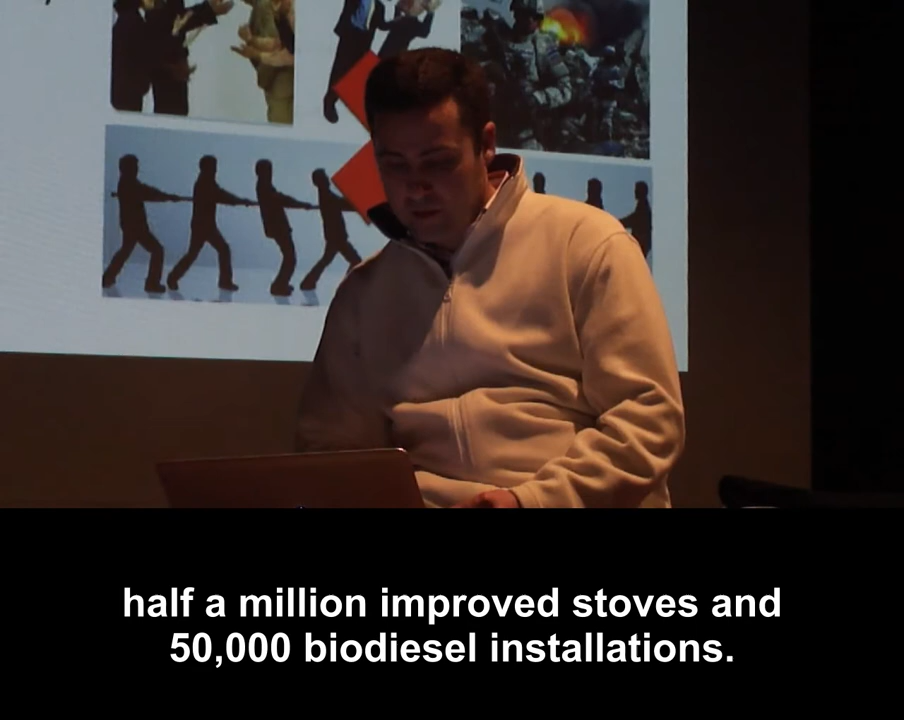 half a million improved stoves and
50,000 biodiesel installations.